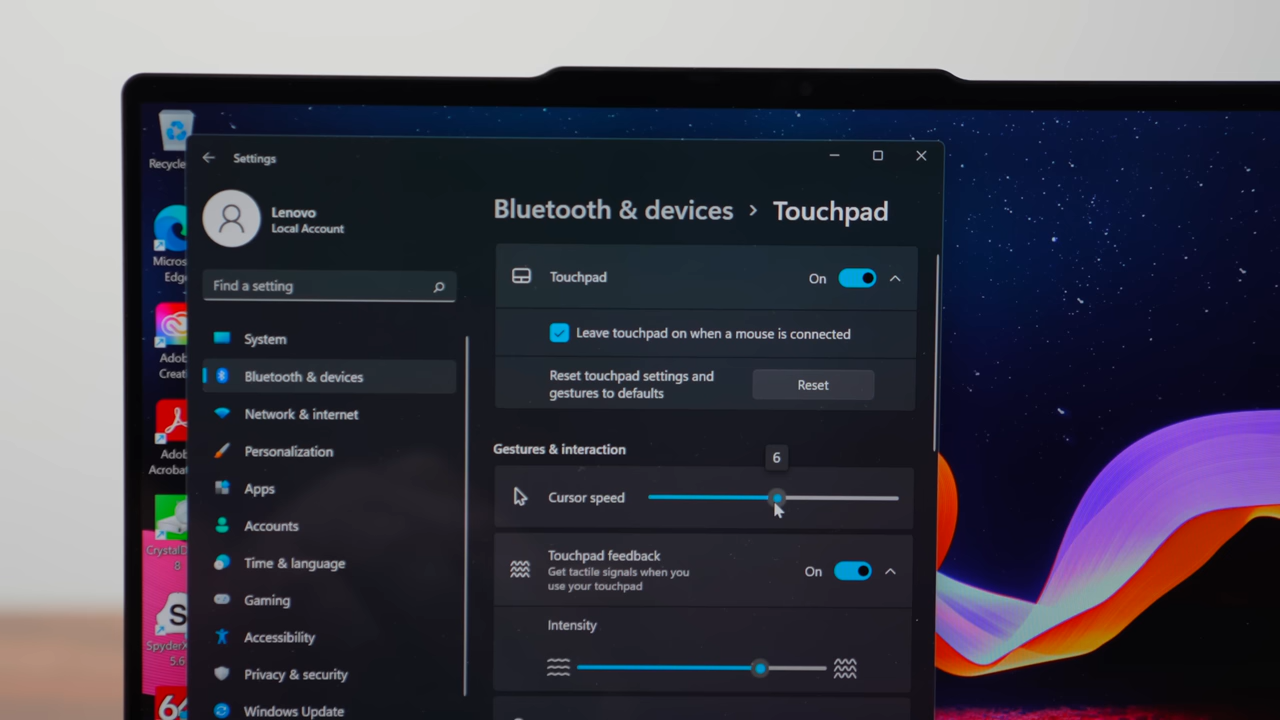 Recycle
Micros
Edge
Adob
Creati
Adob
Acrobat
CrystalD
8
SpyderX
5.6
64
Settings
Lenovo
Local Account
Find a setting
System
Bluetooth & devices
Network & internet
Personalization
Apps
Accounts
Time & language
Gaming
Accessibility
Privacy & security
Windows Update
Bluetooth & devices > Touchpad
Touchpad
On
Leave touchpad on when a mouse is connected
Reset touchpad settings and
gestures to defaults
Reset
Gestures & interaction
6
Cursor speed
Touchpad feedback
Get tactile signals when you
use your touchpad
On
Intensity